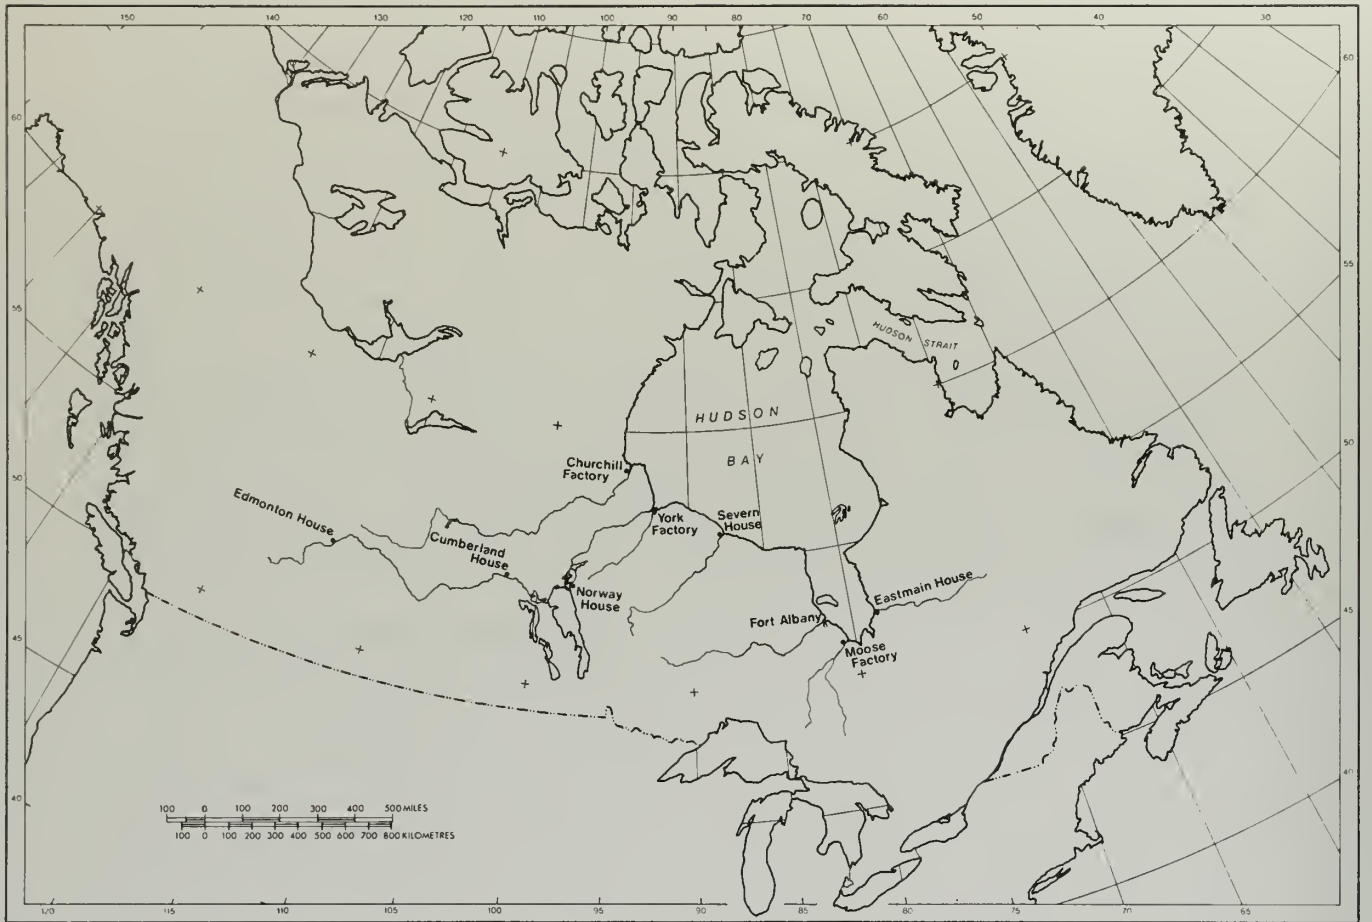 150 140 130 120 110 100 90 80 70 60 50 40 30
60
60
55
55
50
50
45
45
40
40
HUDSON STRAIT
HUDSON
BAY
Churchill
Factory
Edmonton House
York
Factory
Severn
House
Cumberland
House
Norway
House
Eastmain House
Fort Albany
Moose
Factory
100 0 100 200 300 400 500 MILES
100 0 100 200 300 400 500 600 700 800 KILOMETRES
115 110 105 100 95 90 85 80 75 70 65